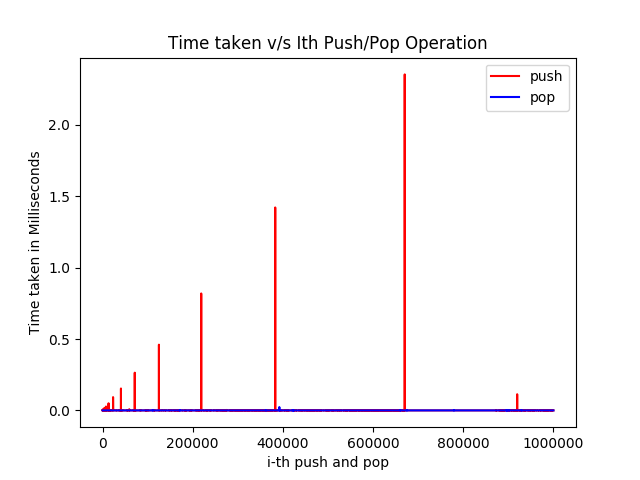 Time taken v/s Ith Push/Pop Operation
push
pop
2.0
1.5
1.0
0.5
0.0
Time taken in Milliseconds
0 200000 400000 600000 800000 1000000
i-th push and pop